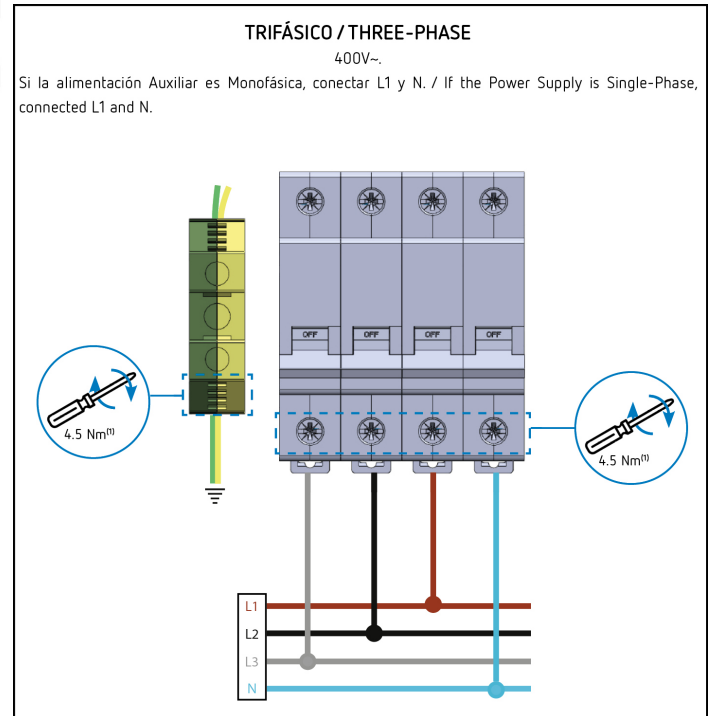 TRIFÁSICO / THREE-PHASE
400V~.
Si la alimentación Auxiliar es Monofásica, conectar L1 y N. / If the Power Supply is Single-Phase,
connected L1 and N.
OFF OFF OFF OFF
4.5 Nm⁽¹⁾
4.5 Nm⁽¹⁾
L1
L2
L3
N